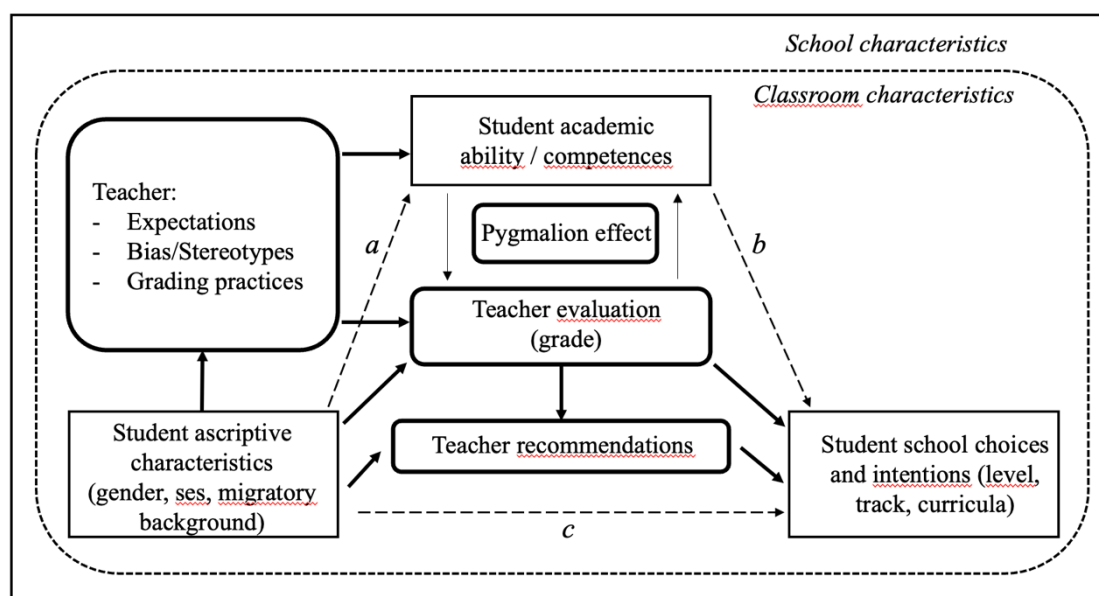 School characteristics
Classroom characteristics
Student academic
ability / competences
Teacher:
- Expectations
- Bias/Stereotypes
- Grading practices
a
Pygmalion effect
b
Teacher evaluation
(grade)
Student ascriptive
characteristics
(gender, ses, migratory
background)
Teacher recommendations
Student school choices
and intentions (level,
track, curricula)
c